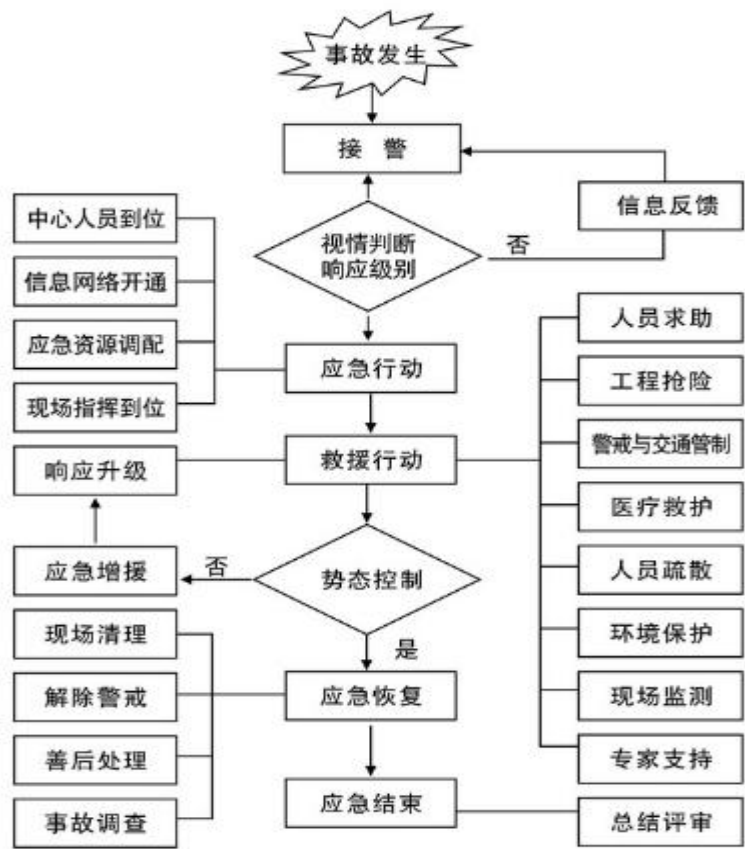 事故发生
接 警
信息反馈
中心人员到位
视情判断
响应级别
否
信息网络开通
人员求助
应急资源调配
应急行动
工程抢险
现场指挥到位
警戒与交通管制
响应升级
救援行动
医疗救护
应急增援
否
势态控制
人员疏散
现场清理
是
环境保护
解除警戒
应急恢复
现场监测
善后处理
专家支持
应急结束
事故调查
总结评审